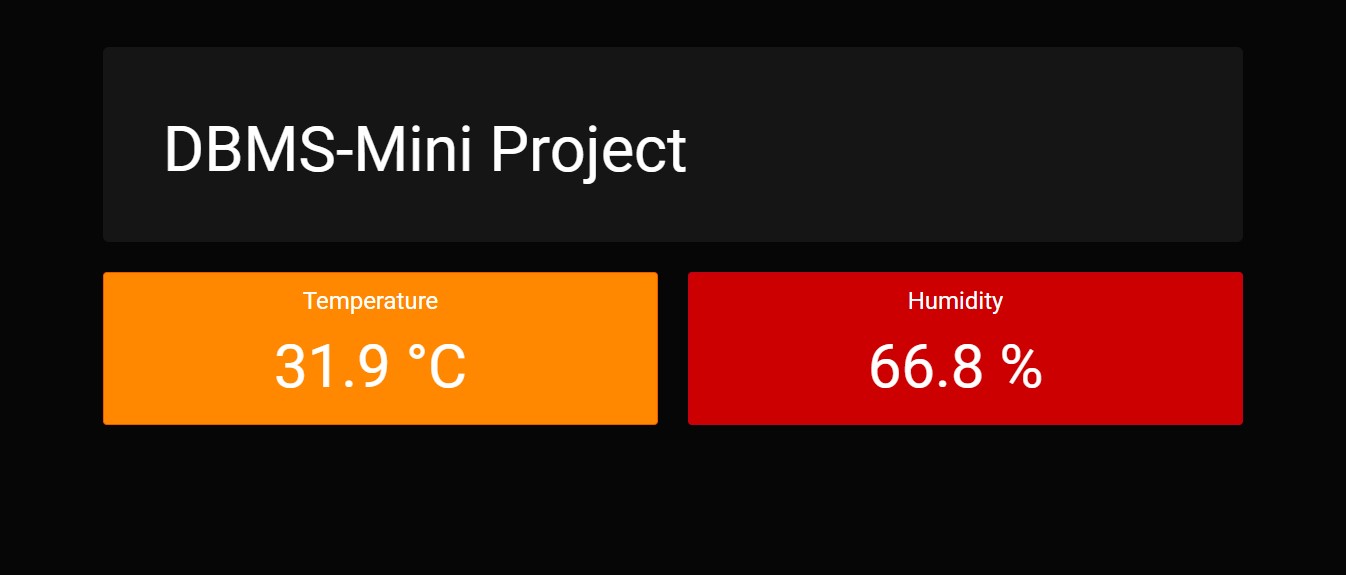 DBMS-Mini Project
Temperature
31.9 °C
Humidity
66.8 %